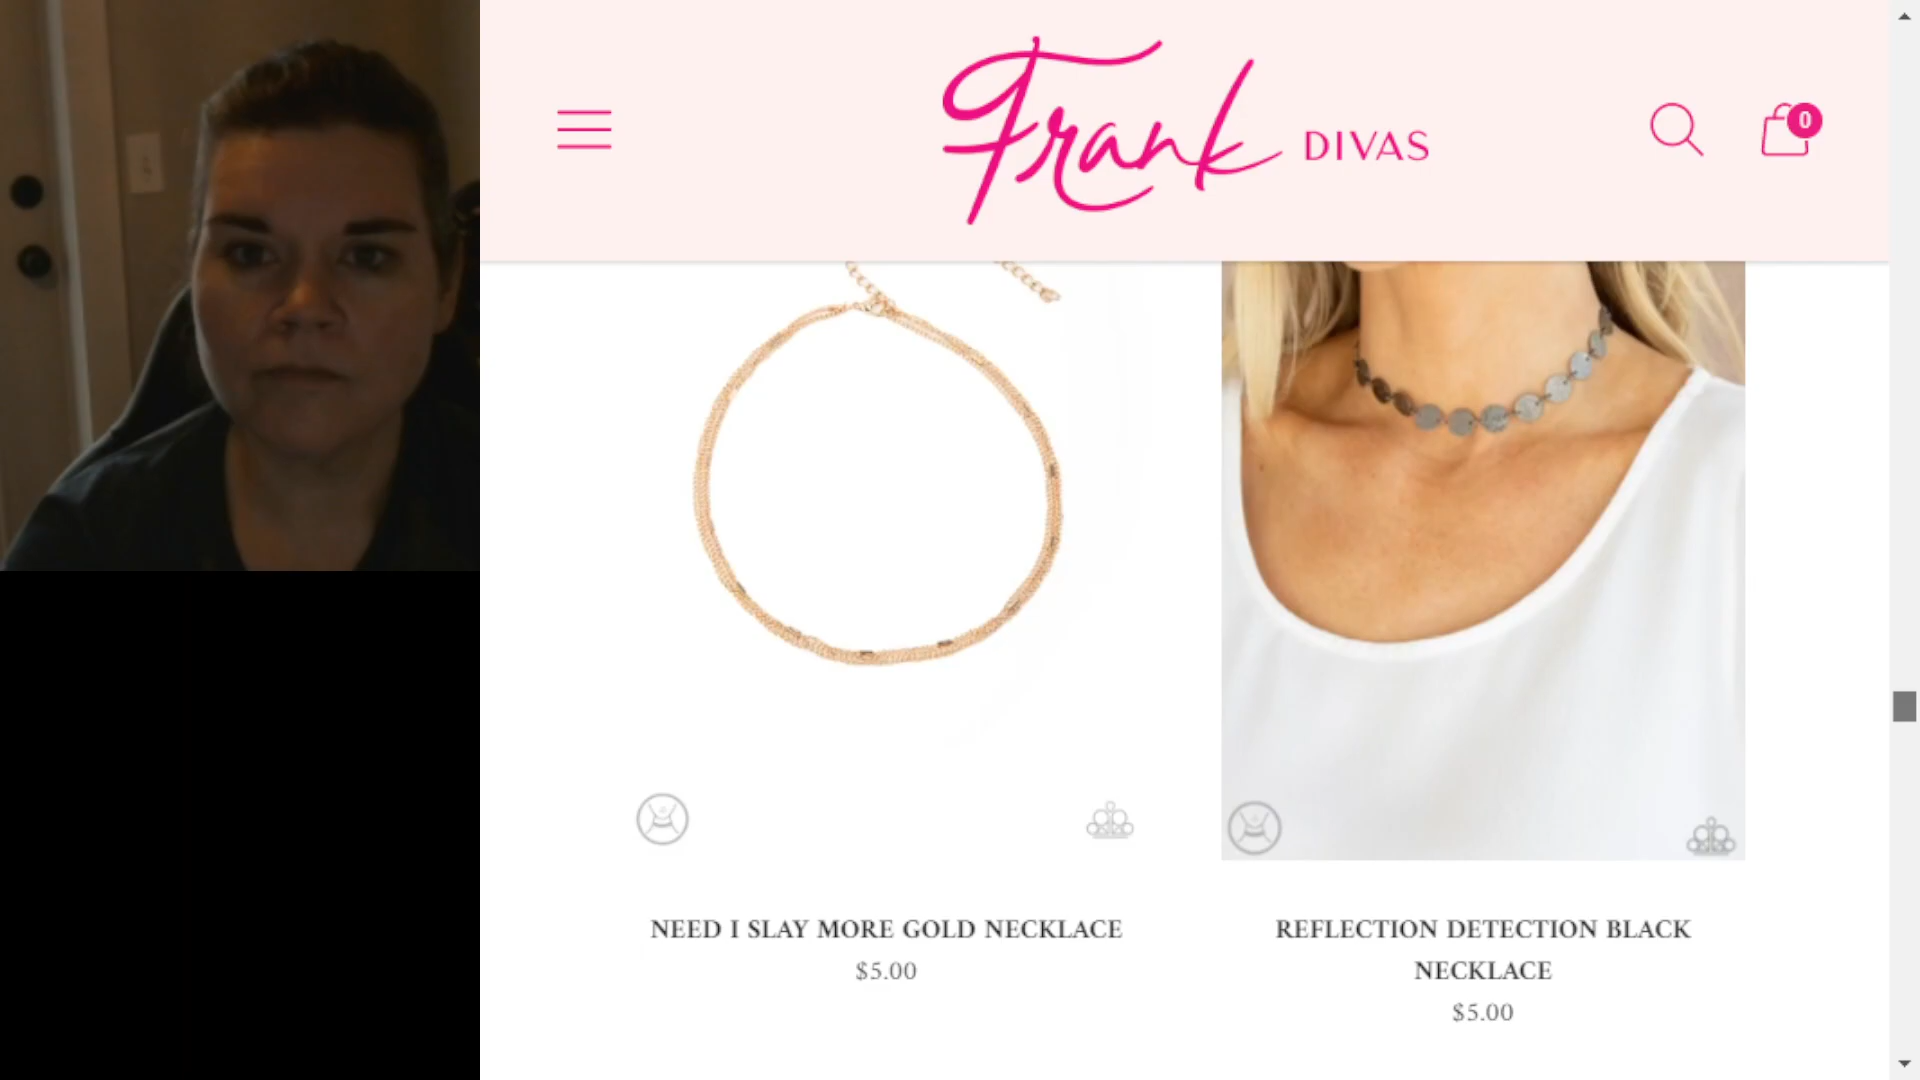 Frank DIVAS
0
NEED I SLAY MORE GOLD NECKLACE
$5.00
REFLECTION DETECTION BLACK
NECKLACE
$5.00